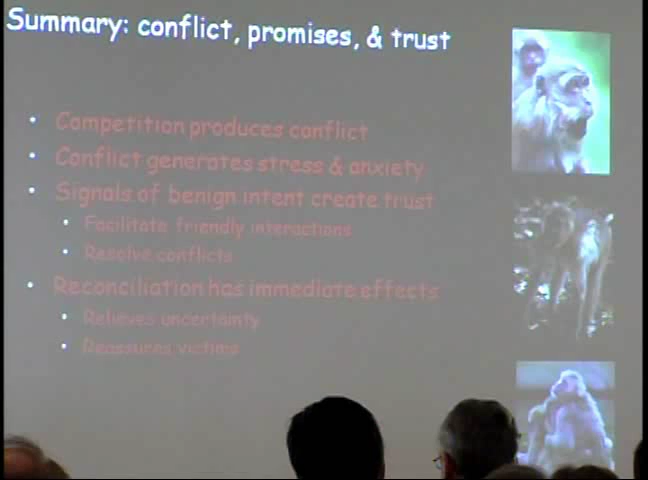 Summary: conflict, promises, & trust
• Competition produces conflict
• Conflict generates stress & anxiety
• Signals of benign intent create trust
• Facilitate friendly interactions
• Resolve conflicts
• Reconciliation has immediate effects
• Relieves uncertainty
• Reassures victims